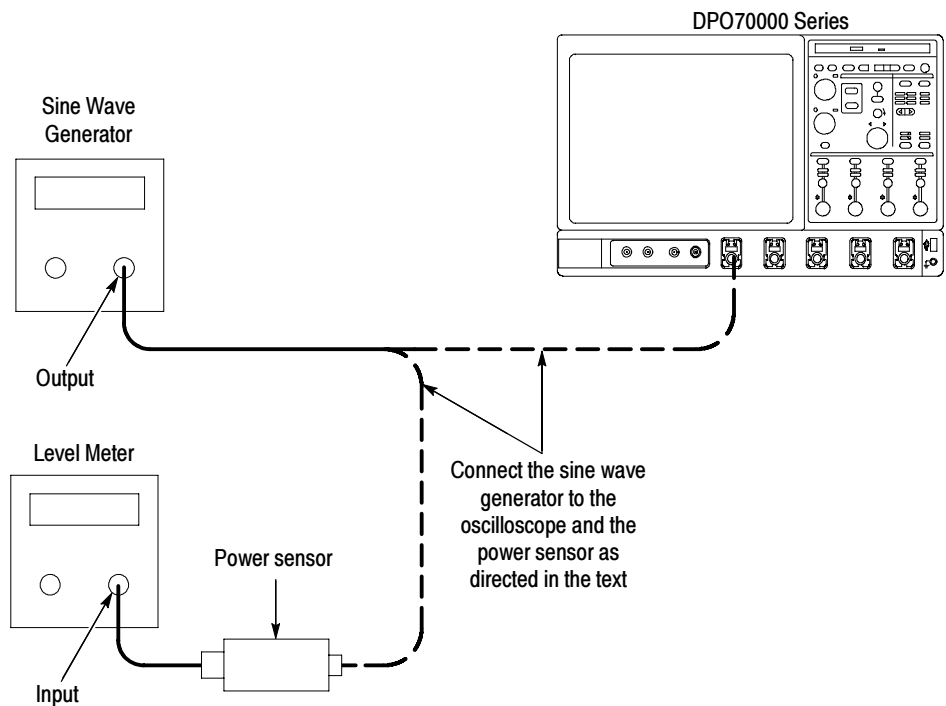 DPO70000 Series
Sine Wave
Generator
Output
Level Meter
Connect the sine wave
generator to the
oscilloscope and the
power sensor as
directed in the text
Power sensor
Input